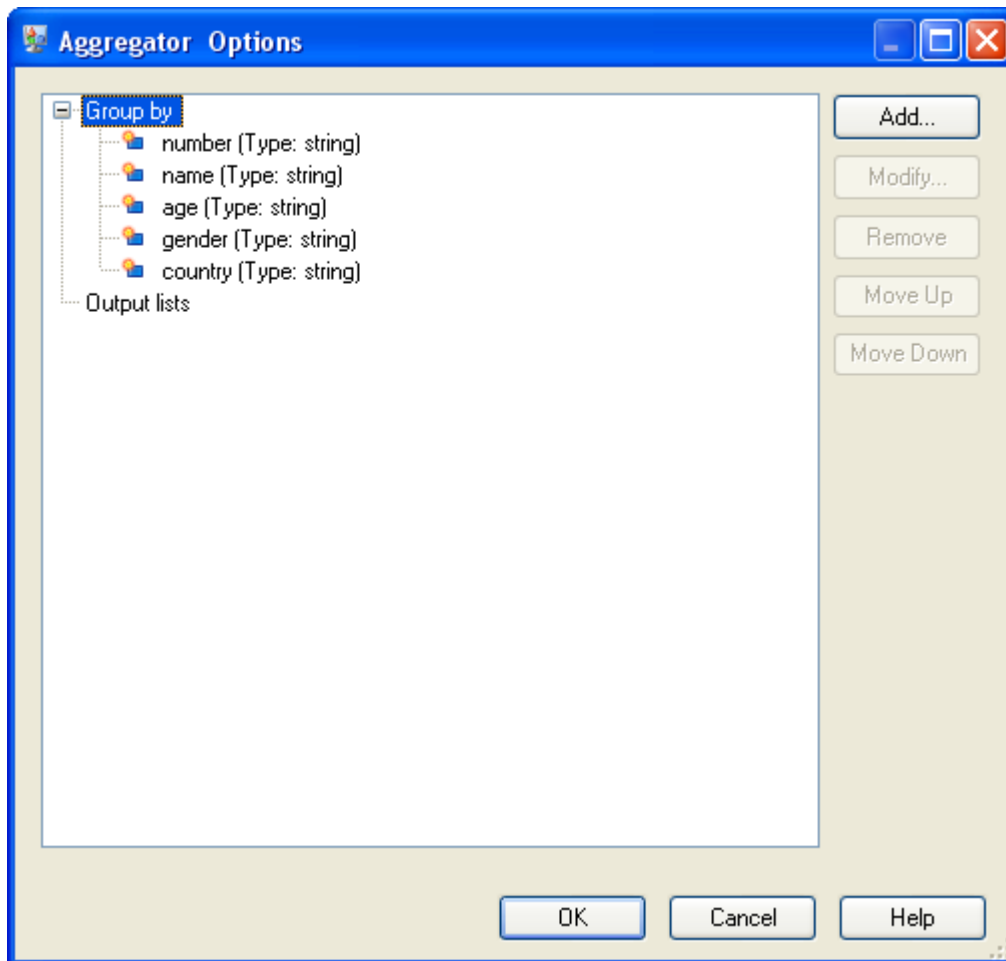 Aggregator Options
Group by
number (Type: string)
name (Type: string)
age (Type: string)
gender (Type: string)
country (Type: string)
Output lists
Add...
Modify...
Remove
Move Up
Move Down
OK
Cancel
Help